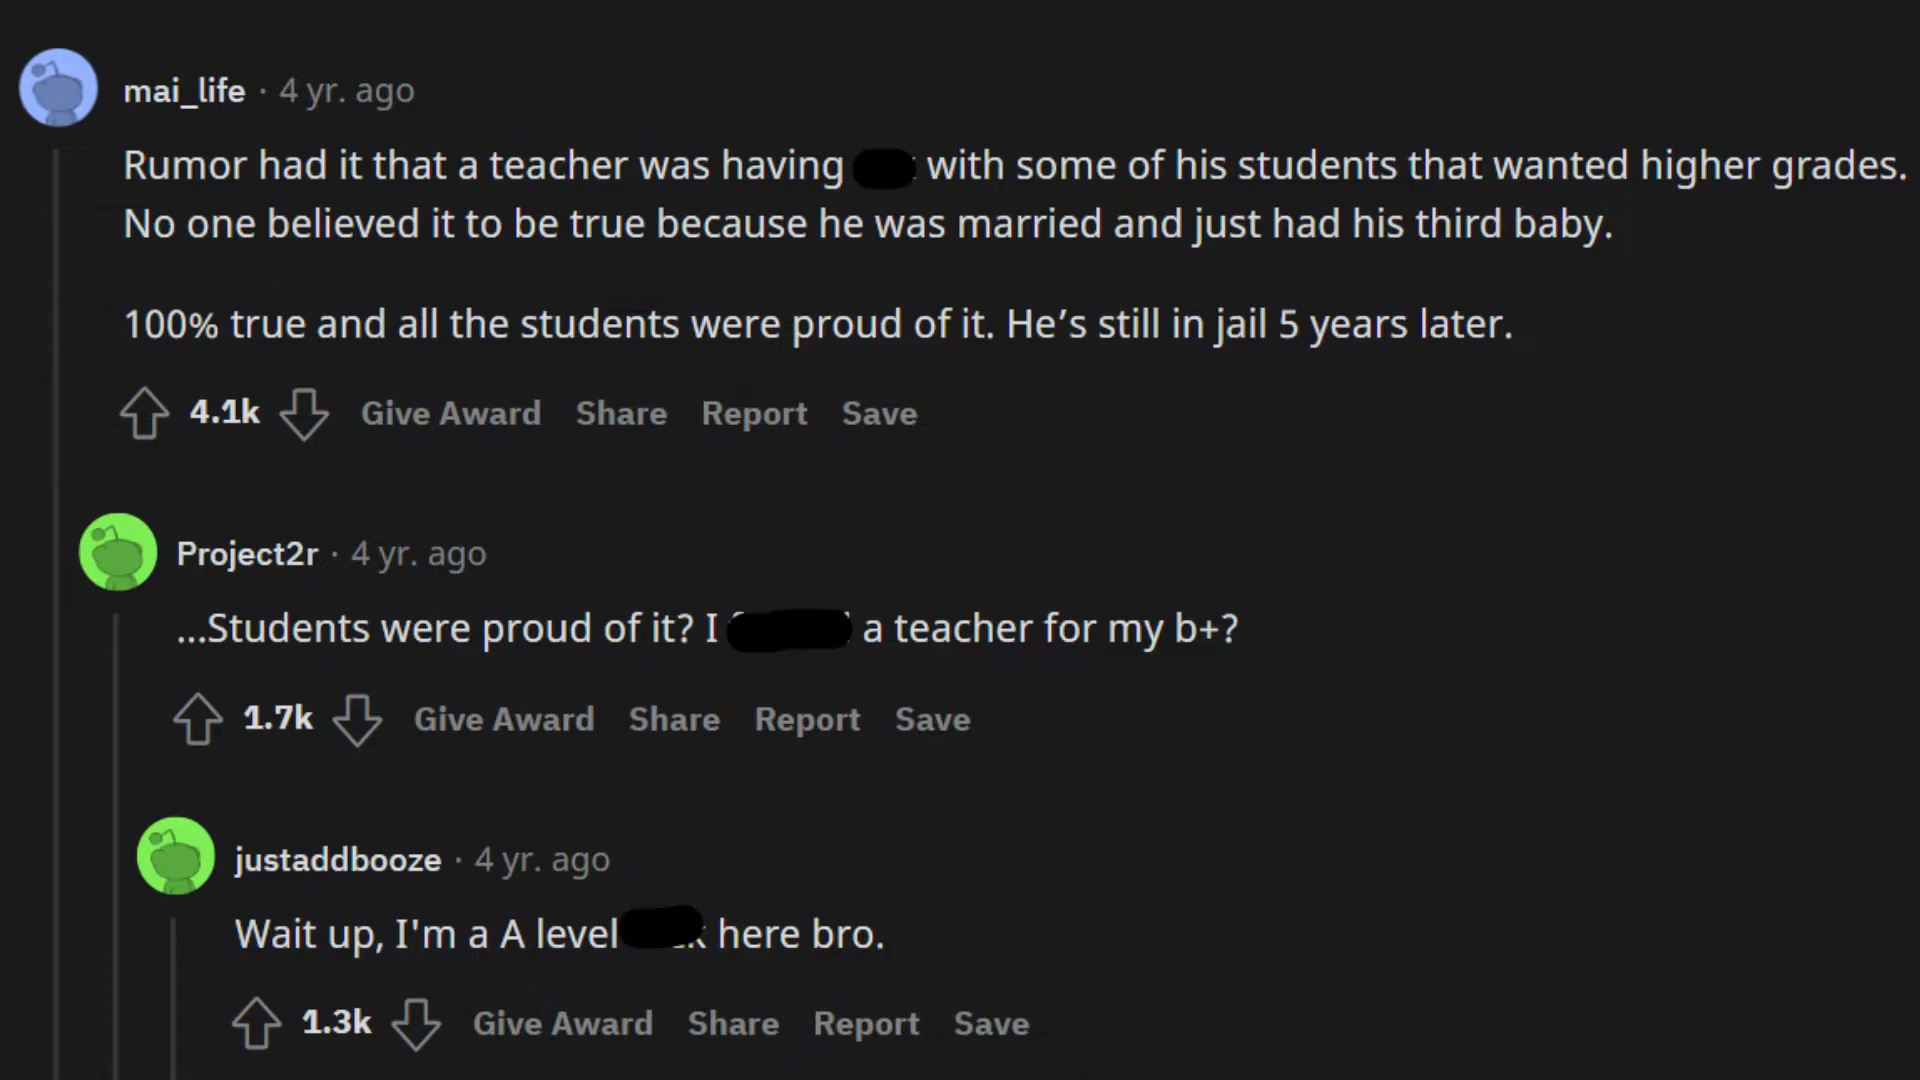 mai_life · 4 yr. ago
Rumor had it that a teacher was having with some of his students that wanted higher grades.
No one believed it to be true because he was married and just had his third baby.
100% true and all the students were proud of it. He’s still in jail 5 years later.
4.1k Give Award Share Report Save
Project2r · 4 yr. ago
...Students were proud of it? I a teacher for my b+?
1.7k Give Award Share Report Save
justaddbooze · 4 yr. ago
Wait up, I'm a A level here bro.
1.3k Give Award Share Report Save